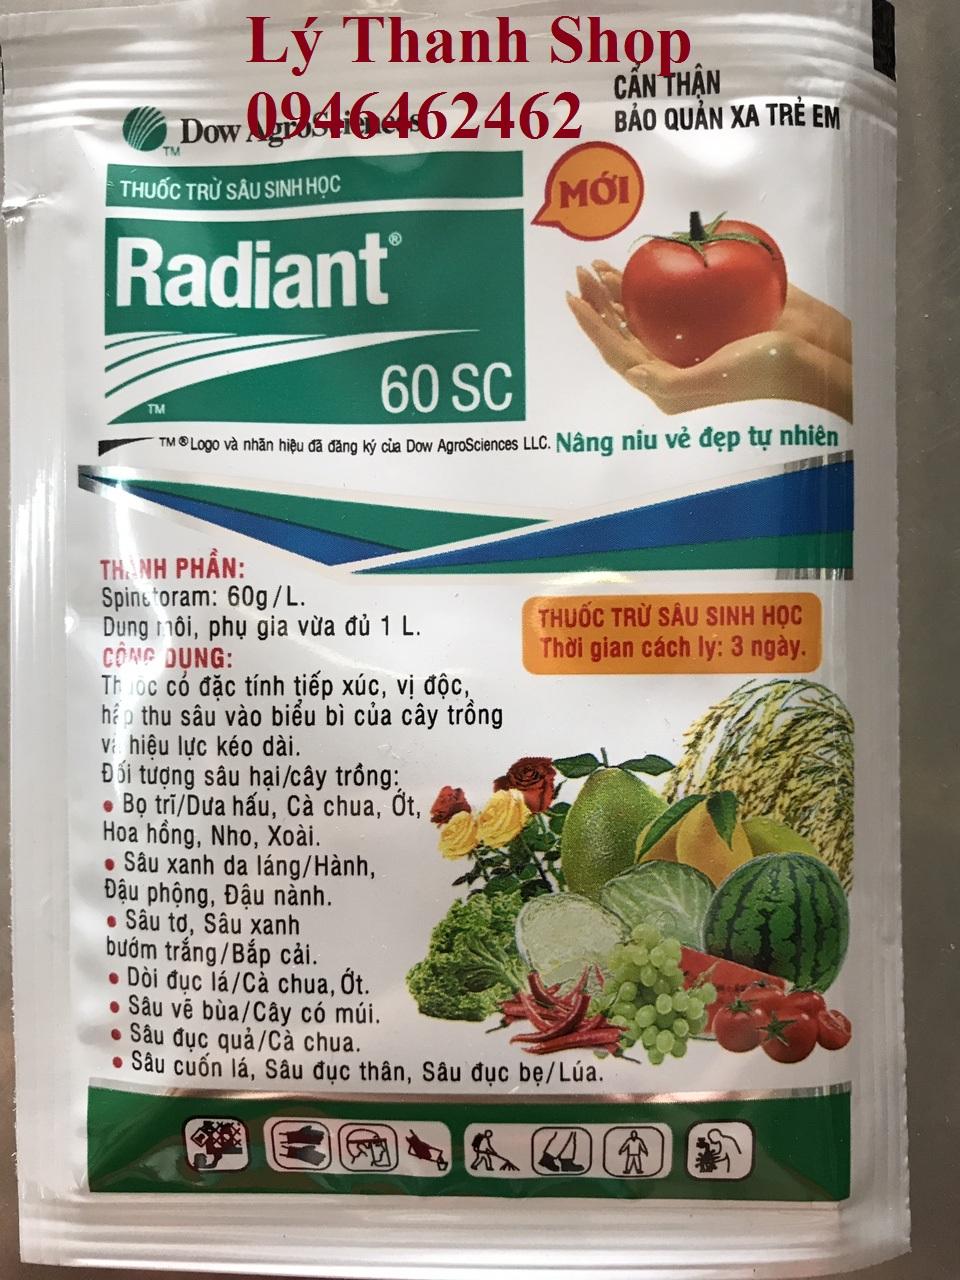 Lý Thanh Shop
0946462462
CẨN THẬN
BẢO QUẢN XA TRẺ EM
Dow AgroSciences
TM
THUỐC TRỪ SÂU SINH HỌC
MỚI
Radiant®
60 SC
TM
TM ® Logo và nhãn hiệu đã đăng ký của Dow AgroSciences LLC.
Nâng niu vẻ đẹp tự nhiên
THÀNH PHẦN:
Spinetoram: 60g/L.
Dung môi, phụ gia vừa đủ 1 L.
THUỐC TRỪ SÂU SINH HỌC
Thời gian cách ly: 3 ngày.
CÔNG DỤNG:
Thuốc có đặc tính tiếp xúc, vị độc,
hấp thu sâu vào biểu bì của cây trồng
và hiệu lực kéo dài.
Đối tượng sâu hại/cây trồng:
• Bọ trĩ/Dưa hấu, Cà chua, Ớt,
Hoa hồng, Nho, Xoài.
• Sâu xanh da láng/Hành,
Đậu phộng, Đậu nành.
• Sâu tơ, Sâu xanh
bướm trắng/Bắp cải.
• Dòi đục lá/Cà chua, Ớt.
• Sâu vẽ bùa/Cây có múi.
• Sâu đục quả/Cà chua.
• Sâu cuốn lá, Sâu đục thân, Sâu đục bẹ/Lúa.